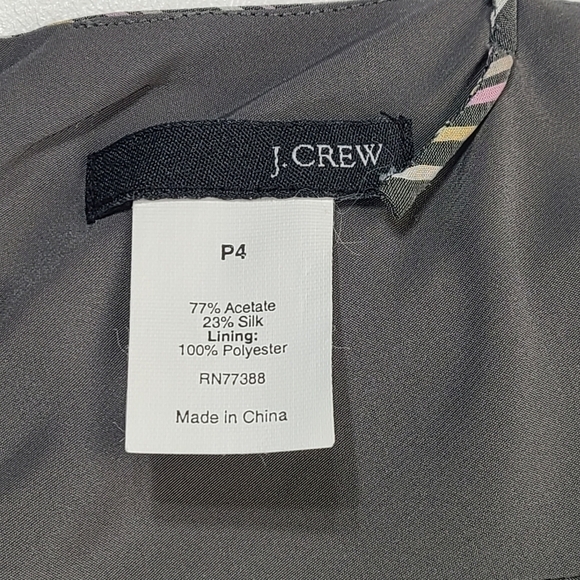 J.CREW
P4
77% Acetate
23% Silk
Lining:
100% Polyester
RN77388
Made in China